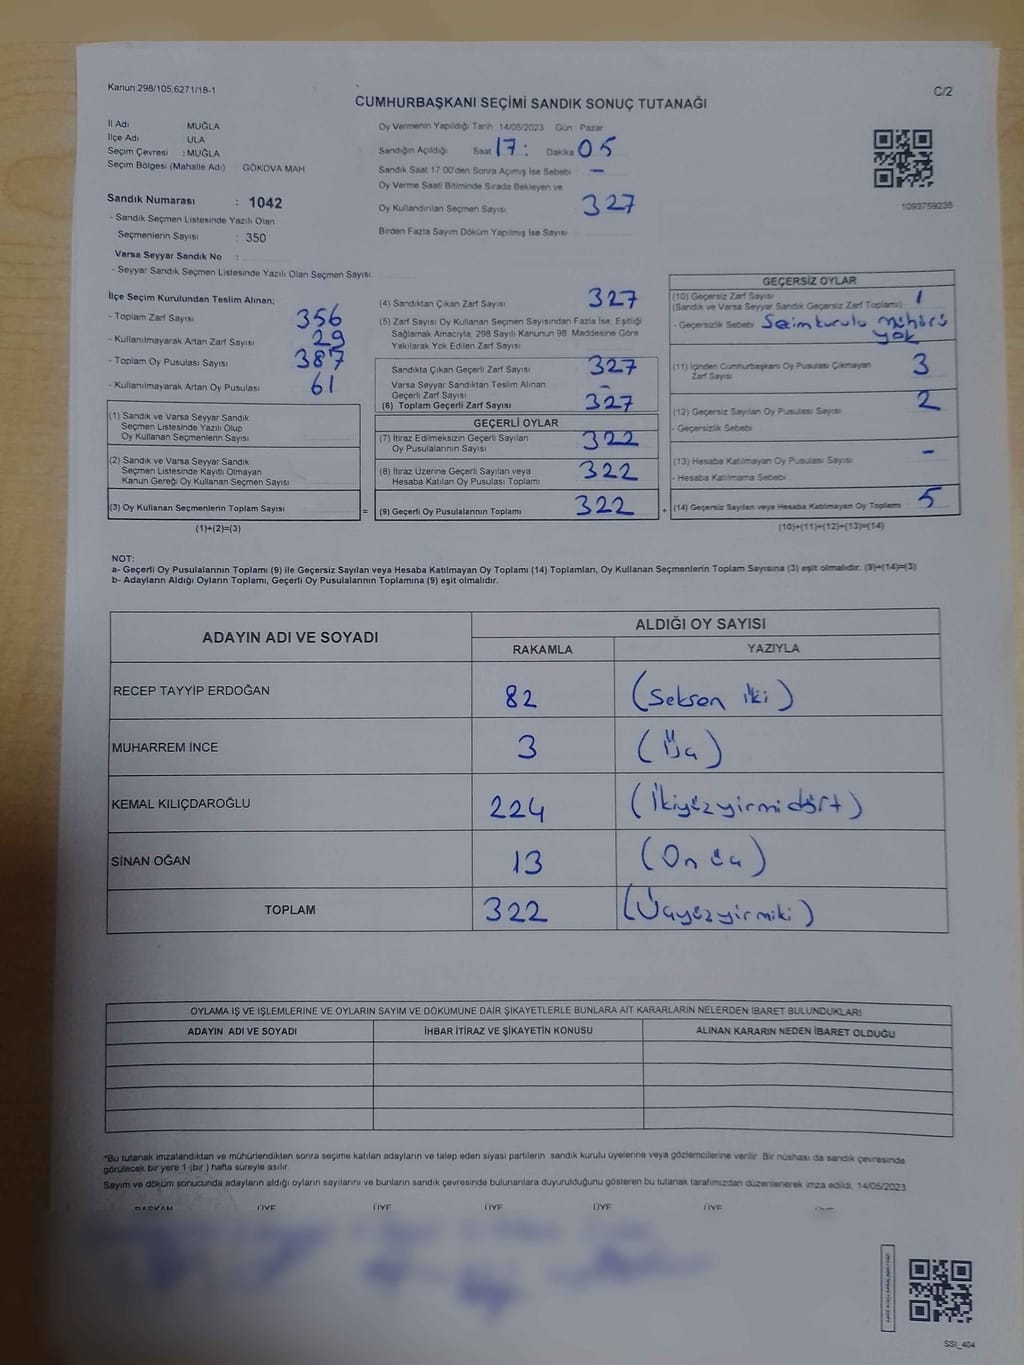 Kanun:298/105,6271/18-1
C/2
CUMHURBAŞKANI SEÇİMİ SANDIK SONUÇ TUTANAĞI
İl Adı MUĞLA
İlçe Adı ULA
Seçim Çevresi : MUĞLA
Seçim Bölgesi (Mahalle Adı) GÖKOVA MAH
Sandık Numarası : 1042
- Sandık Seçmen Listesinde Yazılı Olan
Seçmenlerin Sayısı : 350
Varsa Seyyar Sandık No :
- Seyyar Sandık Seçmen Listesinde Yazılı Olan Seçmen Sayısı:
Oy Vermenin Yapıldığı Tarih 14/05/2023 Gün Pazar
Sandığın Açıldığı Saat 17: Dakika 05
Sandık Saat 17:00'den Sonra Açımış İse Sebebi : -
Oy Verme Saati Bitiminde Sırada Bekleyen ve
Oy Kullandırılan Seçmen Sayısı 327
Birden Fazla Sayım Döküm Yapılmış İse Sayısı
1093759235
İlçe Seçim Kurulundan Teslim Alınan;
- Toplam Zarf Sayısı 356
- Kullanılmayarak Artan Zarf Sayısı 29
- Toplam Oy Pusulası Sayısı 387
- Kullanılmayarak Artan Oy Pusulası 61
(1) Sandık ve Varsa Seyyar Sandık
Seçmen Listesinde Yazılı Olup
Oy Kullanan Seçmenlerin Sayısı
(2) Sandık ve Varsa Seyyar Sandık
Seçmen Listesinde Kayıtlı Olmayan
Kanun Gereği Oy Kullanan Seçmen Sayısı
(3) Oy Kullanan Seçmenlerin Toplam Sayısı
=
(1)+(2)=(3)
(4) Sandıktan Çıkan Zarf Sayısı 327
(5) Zarf Sayısı Oy Kullanan Seçmen Sayısından Fazla İse, Eşitliği
Sağlamak Amacıyla, 298 Sayılı Kanunun 98. Maddesine Göre
Yakılarak Yok Edilen Zarf Sayısı
Sandıkta Çıkan Geçerli Zarf Sayısı 327
Varsa Seyyar Sandıktan Teslim Alınan
Geçerli Zarf Sayısı -
(6) Toplam Geçerli Zarf Sayısı 327
GEÇERLİ OYLAR
(7) İtiraz Edilmeksizin Geçerli Sayılan
Oy Pusulalarının Sayısı 322
(8) İtiraz Üzerine Geçerli Sayılan veya
Hesaba Katılan Oy Pusulası Toplamı 322
(9) Geçerli Oy Pusulalarının Toplamı 322
+
GEÇERSİZ OYLAR
(10) Geçersiz Zarf Sayısı
(Sandık ve Varsa Seyyar Sandık Geçersiz Zarf Toplamı) 1
- Geçersizlik Sebebi Seimkurulu mührü
yok
(11) İçinden Cumhurbaşkanı Oy Pusulası Çıkmayan
Zarf Sayısı 3
(12) Geçersiz Sayılan Oy Pusulası Sayısı 2
- Geçersizlik Sebebi
(13) Hesaba Katılmayan Oy Pusulası Sayısı -
- Hesaba Katılmama Sebebi
(14) Geçersiz Sayılan veya Hesaba Katılmayan Oy Toplamı 5
(10)+(11)+(12)+(13)=(14)
NOT:
a- Geçerli Oy Pusulalarının Toplamı (9) ile Geçersiz Sayılan veya Hesaba Katılmayan Oy Toplamı (14) Toplamları, Oy Kullanan Seçmenlerin Toplam Sayısına (3) eşit olmalıdır. (9)+(14)=(3)
b- Adayların Aldığı Oyların Toplamı, Geçerli Oy Pusulalarının Toplamına (9) eşit olmalıdır.
ADAYIN ADI VE SOYADI
ALDIĞI OY SAYISI
RAKAMLA YAZIYLA
RECEP TAYYİP ERDOĞAN 82 (Seksen iki)
MUHARREM İNCE 3 (Üç)
KEMAL KILIÇDAROĞLU 224 (İkiyüzyirmidört)
SİNAN OĞAN 13 (On üç)
TOPLAM 322 (Üçyüzyirmiki)
OYLAMA İŞ VE İŞLEMLERİNE VE OYLARIN SAYIM VE DÖKÜMÜNE DAİR ŞİKAYETLERLE BUNLARA AİT KARARLARIN NELERDEN İBARET BULUNDUKLARI
ADAYIN ADI VE SOYADI İHBAR İTİRAZ VE ŞİKAYETİN KONUSU ALINAN KARARIN NEDEN İBARET OLDUĞU
*Bu tutanak imzalandıktan ve mühürlendikten sonra seçime katılan adayların ve talep eden siyasi partilerin sandık kurulu üyelerine veya gözlemcilerine verilir. Bir nüshası da sandık çevresinde
görülecek bir yere 1 (bir ) hafta süreyle asılır.
Sayım ve döküm sonucunda adayların aldığı oyların sayılarını ve bunların sandık çevresinde bulunanlara duyurulduğunu gösteren bu tutanak tarafımızdan düzenlenerek imza edildi. 14/05/2023
BAŞKAN ÜYE ÜYE ÜYE ÜYE ÜYE
SSI_404